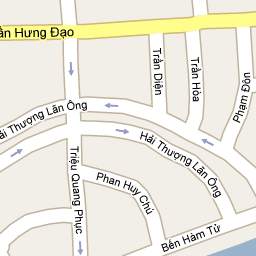 ần Hưng Đạo
Trần Diện
Trần Hòa
Phạm Đôn
ải Thượng Lãn Ông
Hải Thượng Lãn Ông
Triệu Quang Phục
Phan Huy Chú
Bến Hàm Tử